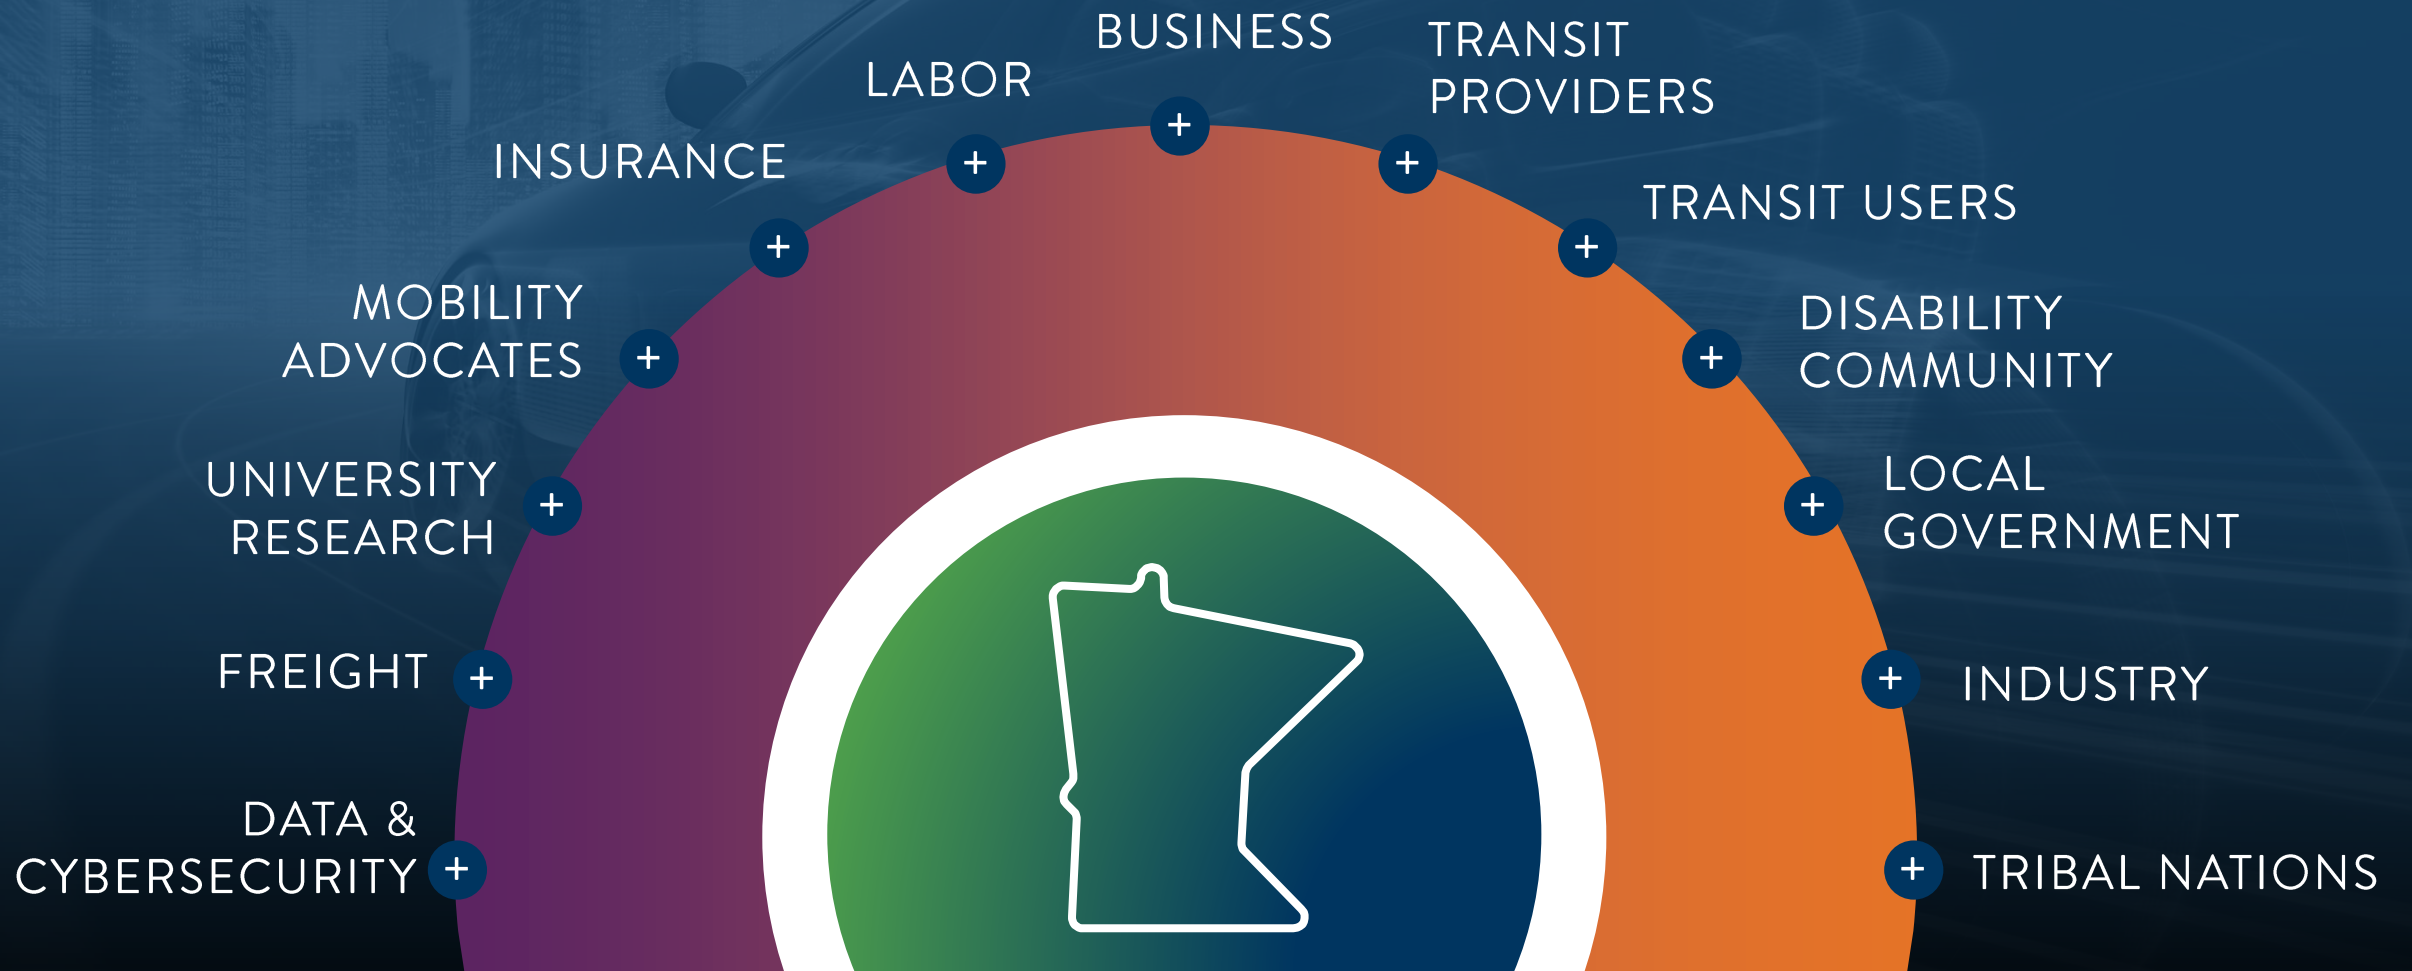 BUSINESS
TRANSIT
PROVIDERS
LABOR
INSURANCE
TRANSIT USERS
MOBILITY
ADVOCATES
DISABILITY
COMMUNITY
UNIVERSITY
RESEARCH
LOCAL
GOVERNMENT
FREIGHT
INDUSTRY
DATA &
CYBERSECURITY
TRIBAL NATIONS